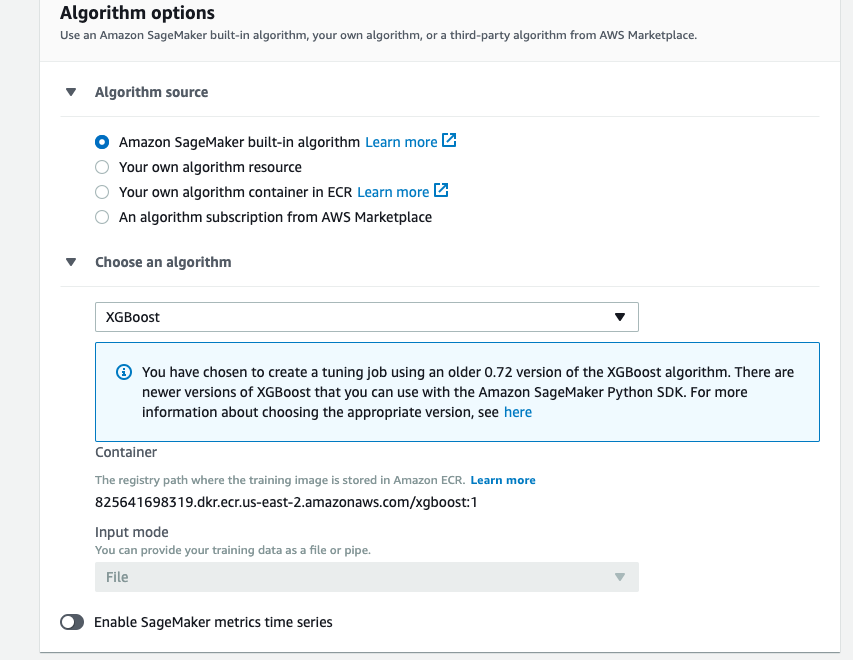 Algorithm options
Use an Amazon SageMaker built-in algorithm, your own algorithm, or a third-party algorithm from AWS Marketplace.
Algorithm source
Amazon SageMaker built-in algorithm Learn more
Your own algorithm resource
Your own algorithm container in ECR Learn more
An algorithm subscription from AWS Marketplace
Choose an algorithm
XGBoost
You have chosen to create a tuning job using an older 0.72 version of the XGBoost algorithm. There are
newer versions of XGBoost that you can use with the Amazon SageMaker Python SDK. For more
information about choosing the appropriate version, see here
Container
The registry path where the training image is stored in Amazon ECR. Learn more
825641698319.dkr.ecr.us-east-2.amazonaws.com/xgboost:1
Input mode
You can provide your training data as a file or pipe.
File
Enable SageMaker metrics time series